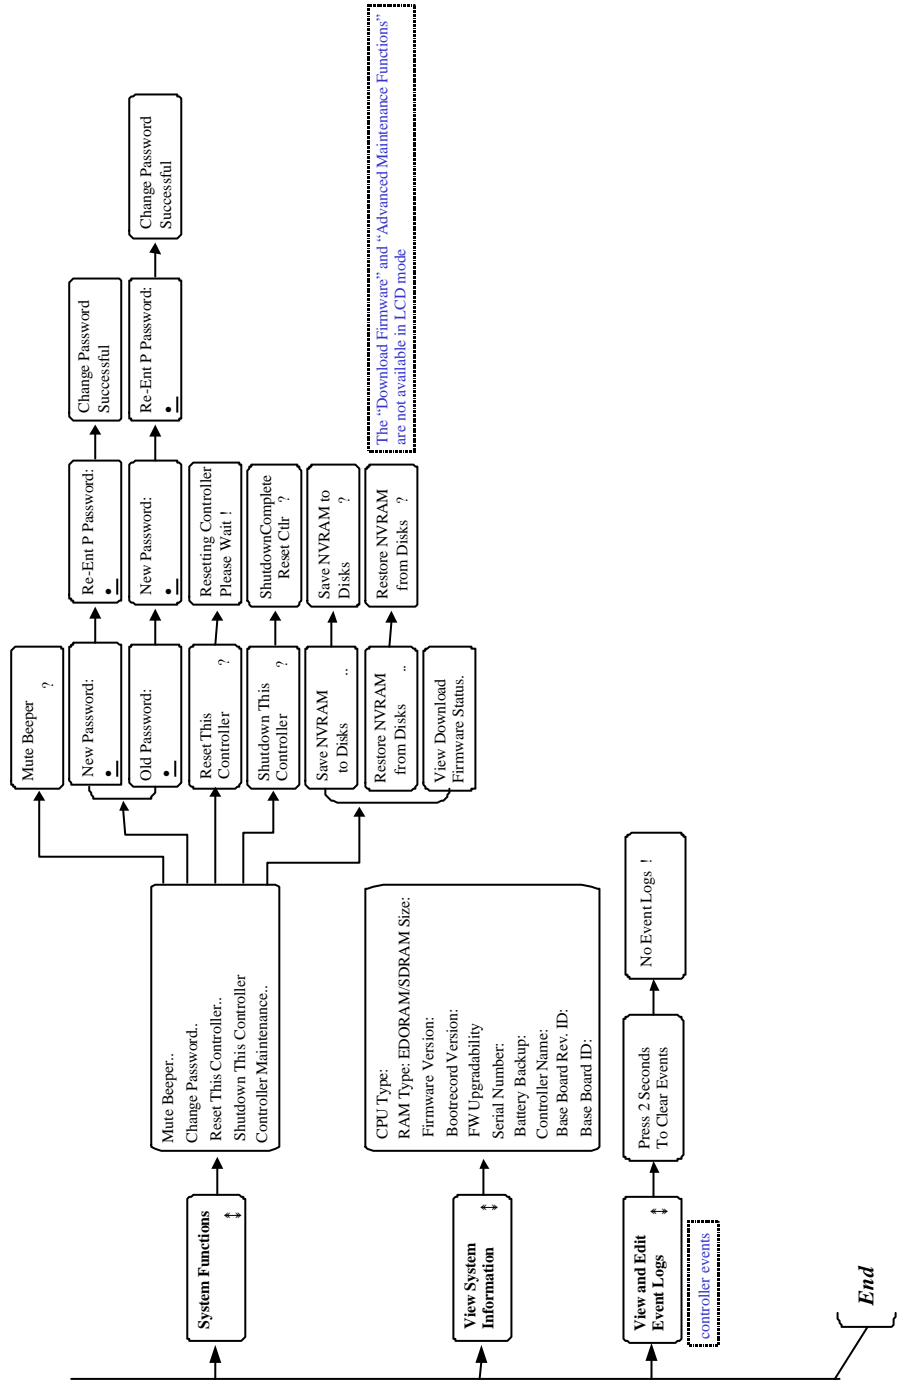 System Functions
Mute Beeper..
Change Password..
Reset This Controller..
Shutdown This Controller
Controller Maintenance..
Mute Beeper
?
New Password:
Re-Ent P Password:
Change Password
Successful
Old Password:
New Password:
Re-Ent P Password:
Change Password
Successful
Reset This
Controller ?
Resetting Controller
Please Wait !
Shutdown This
Controller ?
ShutdownComplete
Reset Ctlr ?
Save NVRAM
to Disks ..
Save NVRAM to
Disks ?
Restore NVRAM
from Disks ..
Restore NVRAM
from Disks ?
View Download
Firmware Status.
The “Download Firmware” and “Advanced Maintenance Functions”
are not available in LCD mode
View System
Information
CPU Type:
RAM Type: EDORAM/SDRAM Size:
Firmware Version:
Bootrecord Version:
FW Upgradability
Serial Number:
Battery Backup:
Controller Name:
Base Board Rev. ID:
Base Board ID:
View and Edit
Event Logs
Press 2 Seconds
To Clear Events
No Event Logs !
controller events
End